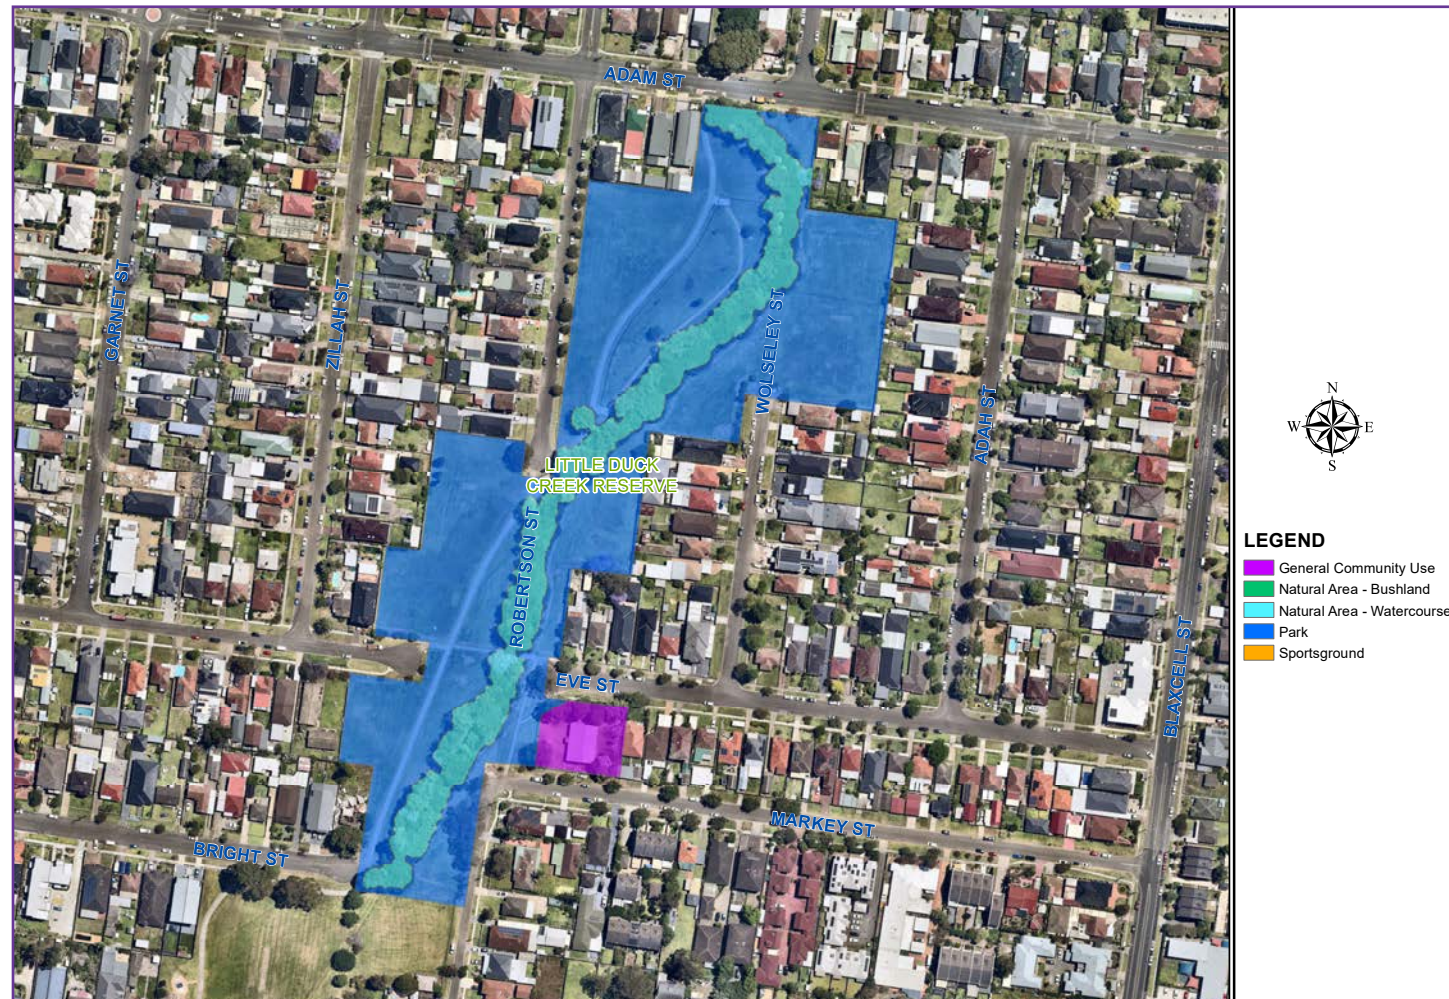 ADAM ST
GARNET ST
ZILLAH ST
WOLSELEY ST
ADAH ST
LITTLE DUCK
CREEK RESERVE
ROBERTSON ST
EVE ST
BLAXCELL ST
MARKEY ST
BRIGHT ST
N
W
E
S
LEGEND
General Community Use
Natural Area - Bushland
Natural Area - Watercourse
Park
Sportsground